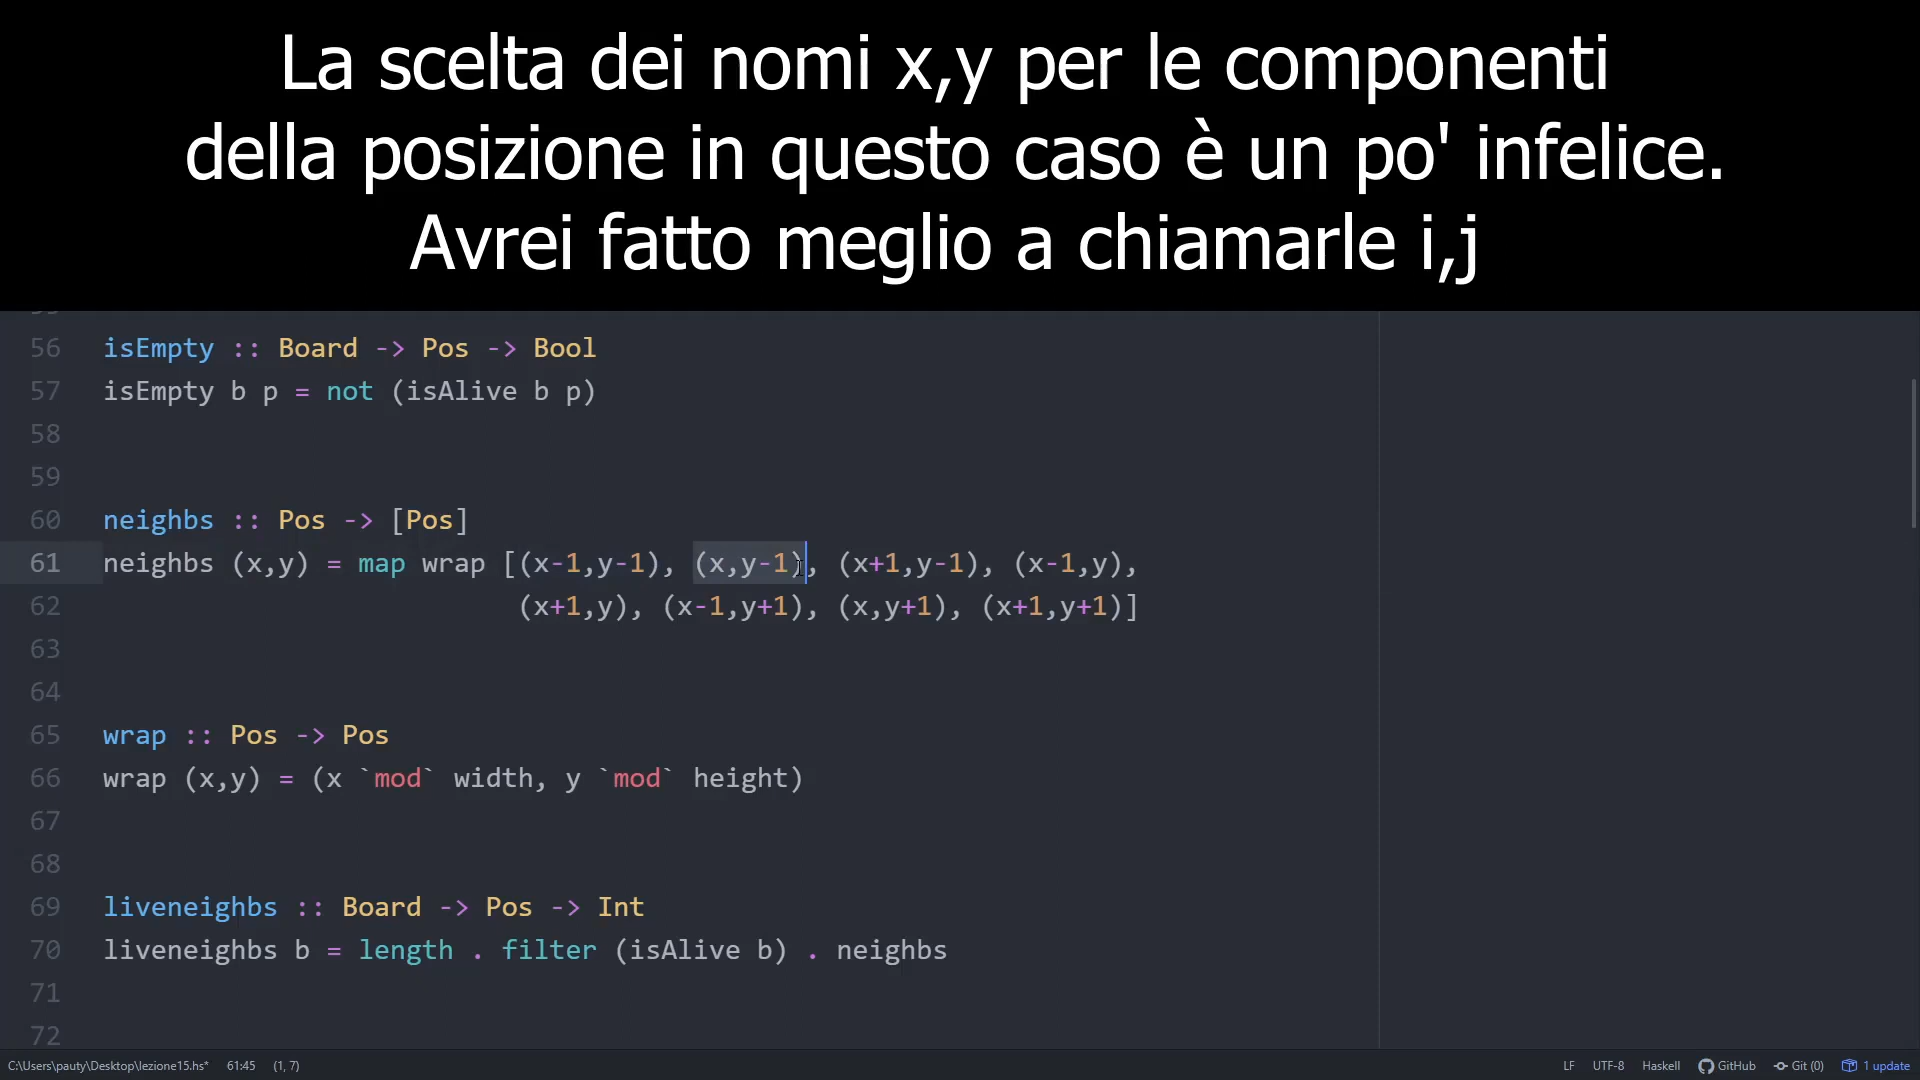 La scelta dei nomi x,y per le componenti
della posizione in questo caso è un po' infelice.
Avrei fatto meglio a chiamarle i,j
56 isEmpty :: Board -> Pos -> Bool
57 isEmpty b p = not (isAlive b p)
58
59
60 neighbs :: Pos -> [Pos]
61 neighbs (x,y) = map wrap [(x-1,y-1), (x,y-1), (x+1,y-1), (x-1,y),
62 (x+1,y), (x-1,y+1), (x,y+1), (x+1,y+1)]
63
64
65 wrap :: Pos -> Pos
66 wrap (x,y) = (x `mod` width, y `mod` height)
67
68
69 liveneighbs :: Board -> Pos -> Int
70 liveneighbs b = length . filter (isAlive b) . neighbs
71
72
C:\Users\pauty\Desktop\lezione15.hs* 61:45 (1, 7) LF UTF-8 Haskell GitHub Git (0) 1 update